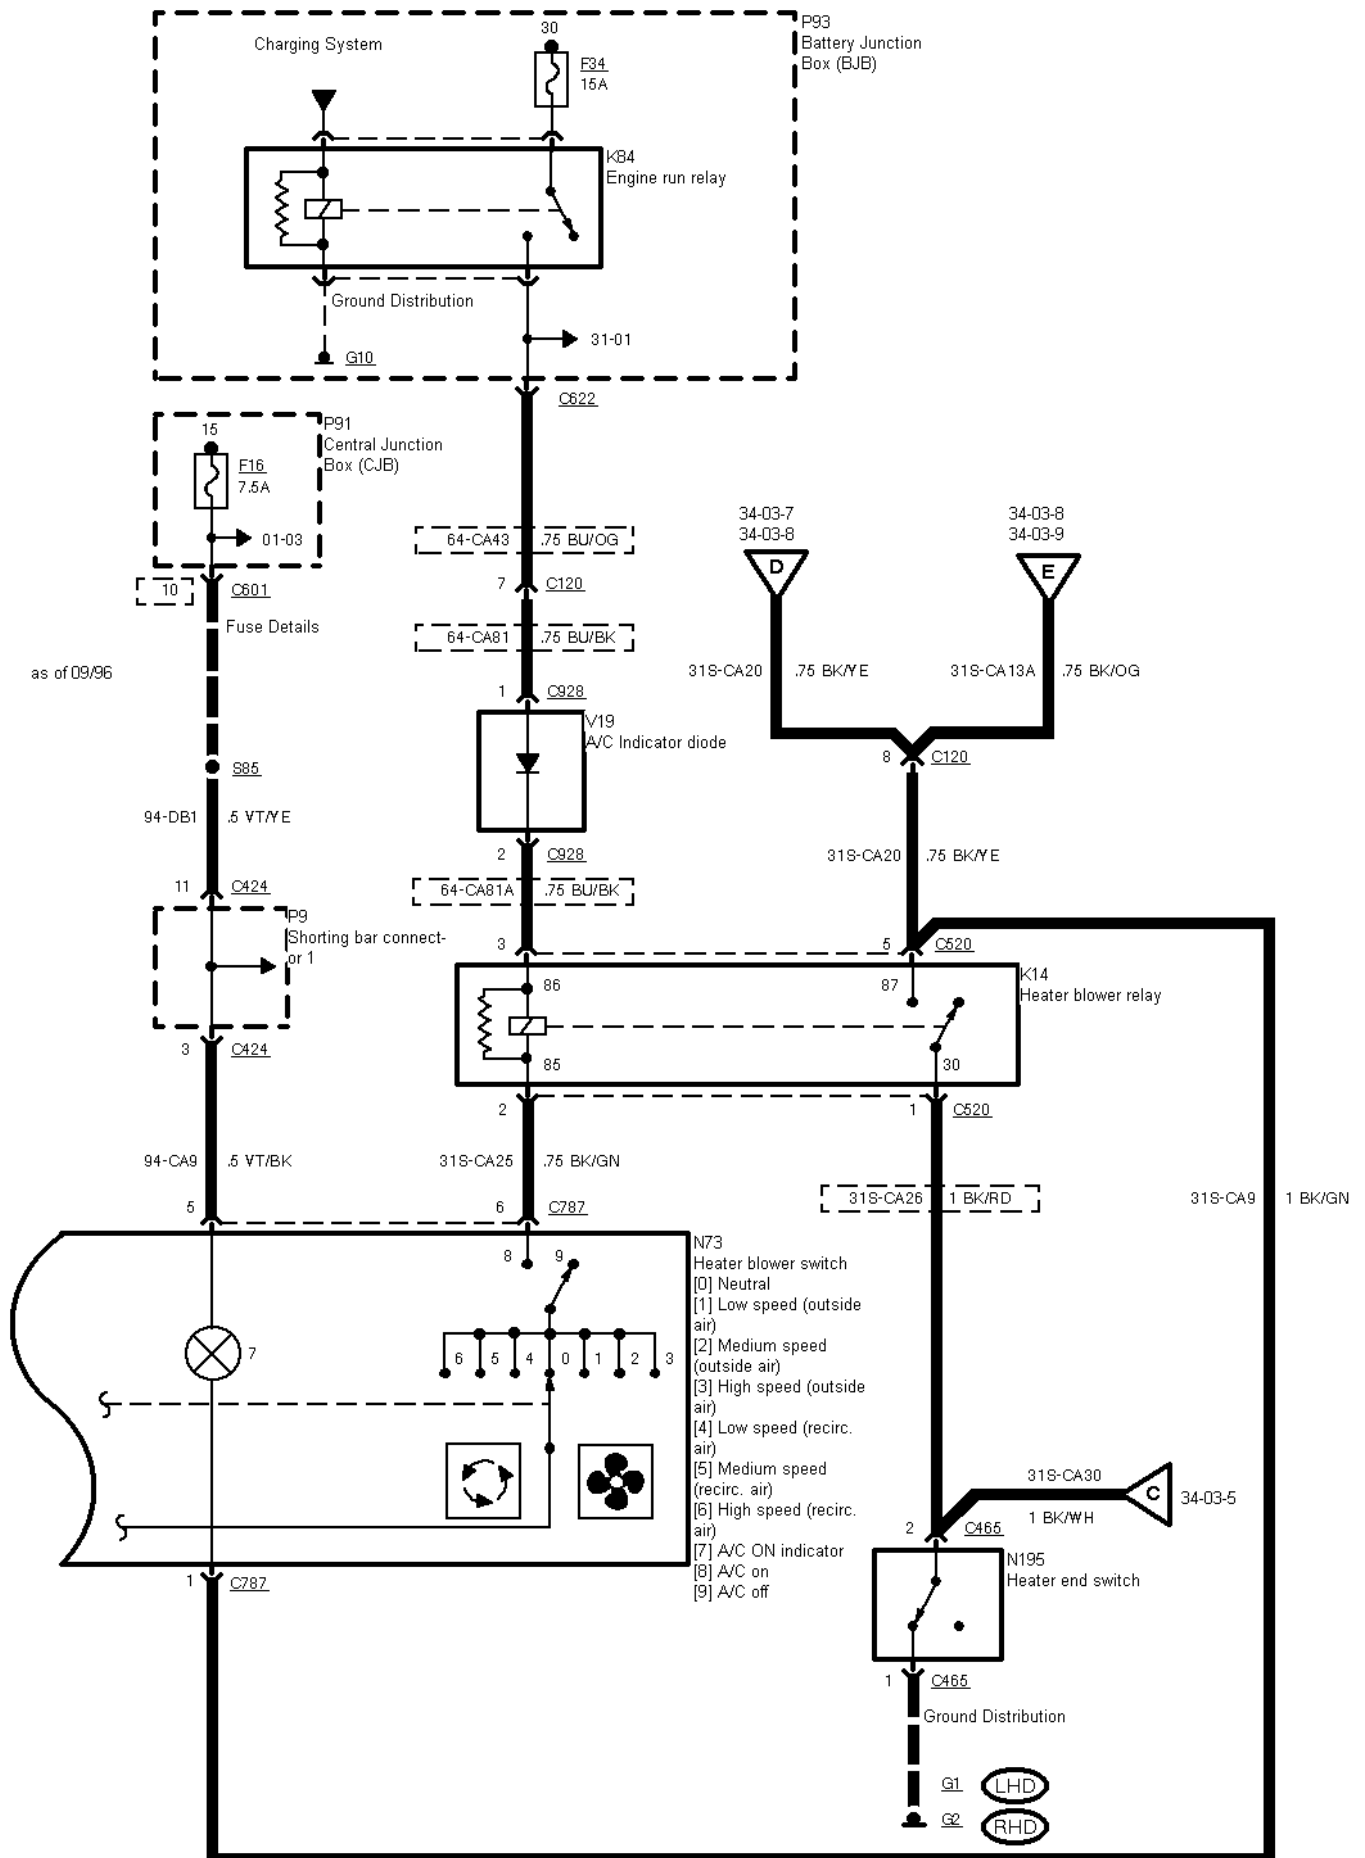 P93
Battery Junction
Box (BJB)
Charging System
30
F34
15A
K84
Engine run relay
Ground Distribution
31-01
G10
C622
15
P91
Central Junction
Box (CJB)
F16
7.5A
01-03
10
C601
Fuse Details
as of 09/96
64-CA43
.75 BU/OG
7
C120
64-CA81
.75 BU/BK
1
C928
V19
A/C Indicator diode
2
C928
64-CA81A
.75 BU/BK
34-03-7
34-03-8
D
34-03-8
34-03-9
E
31S-CA20
.75 BK/YE
31S-CA13A
.75 BK/OG
8
C120
31S-CA20
.75 BK/YE
S85
94-DB1
.5 VT/YE
11
C424
P9
Shorting bar connect-
or 1
3
C424
94-CA9
.5 VT/BK
3
5
C520
K14
Heater blower relay
86
87
85
30
2
1
C520
31S-CA25
.75 BK/GN
31S-CA26
1 BK/RD
31S-CA9
1 BK/GN
5
6
C787
8
9
7
6
5
4
0
1
2
3
N73
Heater blower switch
[0] Neutral
[1] Low speed (outside
air)
[2] Medium speed
(outside air)
[3] High speed (outside
air)
[4] Low speed (recirc.
air)
[5] Medium speed
(recirc. air)
[6] High speed (recirc.
air)
[7] A/C ON indicator
[8] A/C on
[9] A/C off
1
C787
31S-CA30
1 BK/WH
C
34-03-5
2
C465
N195
Heater end switch
1
C465
Ground Distribution
G1
LHD
G2
RHD